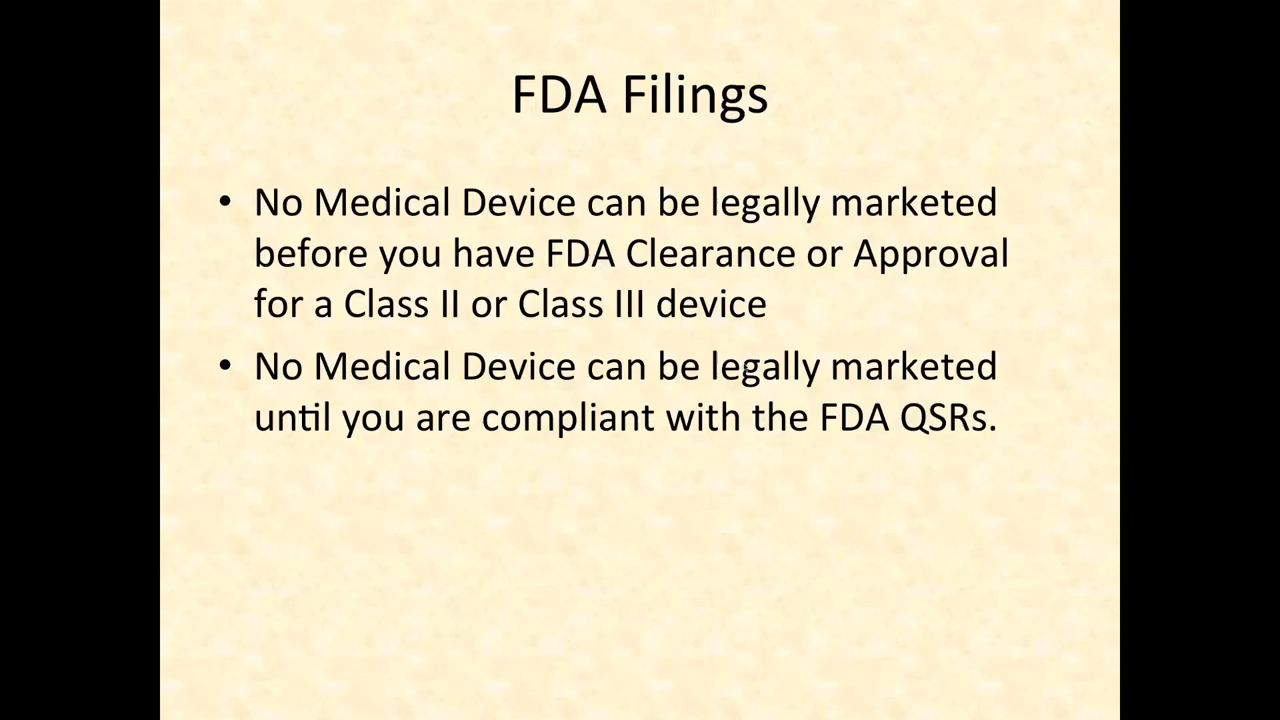 FDA Filings
• No Medical Device can be legally marketed
before you have FDA Clearance or Approval
for a Class II or Class III device
• No Medical Device can be legally marketed
until you are compliant with the FDA QSRs.